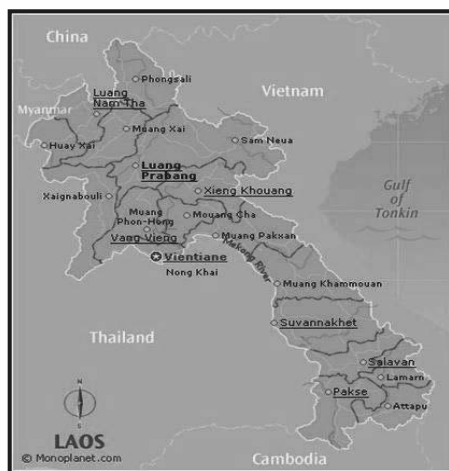 China
Phongsali
Luang
Nam Tha
Vietnam
Myanmar
Muang Xai
Huay Xai
Sam Neua
Luang
Prabang
Xieng Khouang
Xaignabouli
Gulf
of
Tonkin
Muang
Phon-Hong
Mouang Cha
Vang Vieng
Muang Pakxan
Vientiane
Nong Khai
Mekong River
Muang Khammouan
Suvannakhet
Thailand
Salavan
Lamarn
Pakse
Attapu
N
S
LAOS
© Monoplanet.com
Cambodia